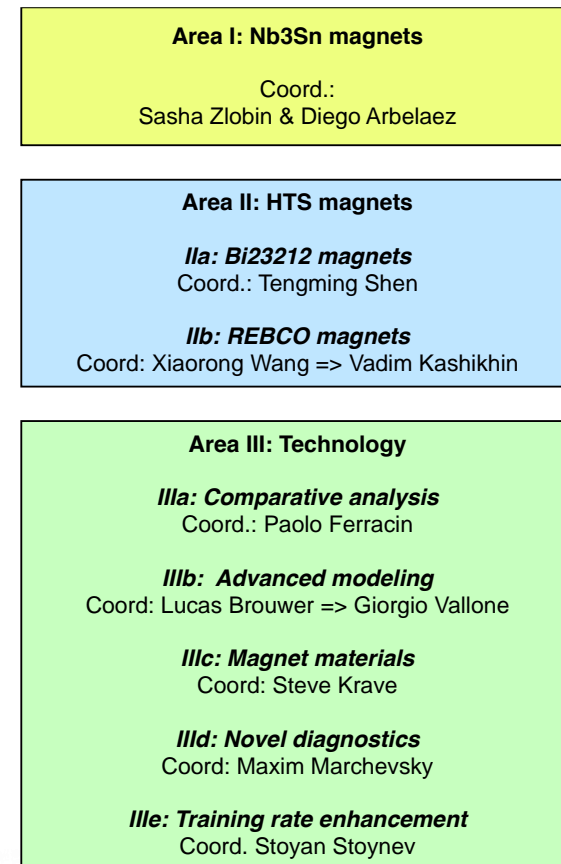 Area I: Nb3Sn magnets
Coord.:
Sasha Zlobin & Diego Arbelaez
Area II: HTS magnets
IIa: Bi23212 magnets
Coord.: Tengming Shen
IIb: REBCO magnets
Coord: Xiaorong Wang => Vadim Kashikhin
Area III: Technology
IIIa: Comparative analysis
Coord.: Paolo Ferracin
IIIb: Advanced modeling
Coord: Lucas Brouwer => Giorgio Vallone
IIIc: Magnet materials
Coord: Steve Krave
IIId: Novel diagnostics
Coord: Maxim Marchevsky
IIIe: Training rate enhancement
Coord. Stoyan Stoynev